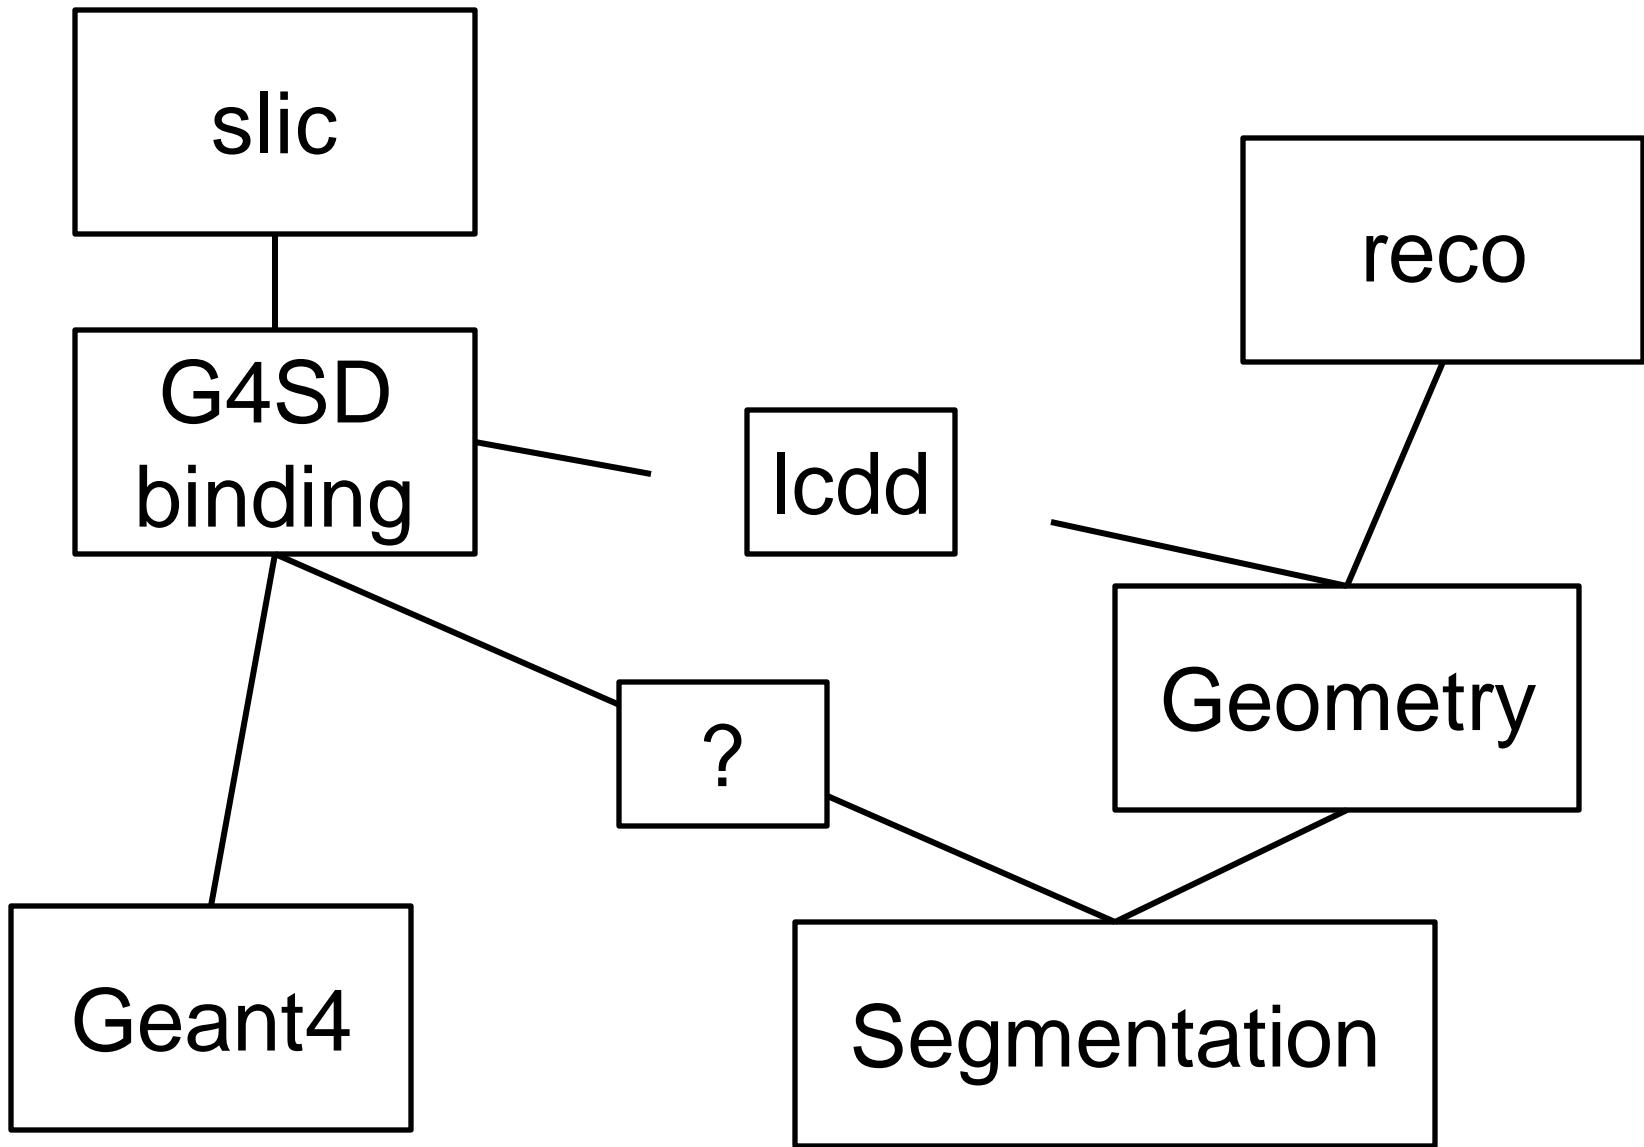 slic
reco
G4SD
binding
lcdd
Geometry
?
Geant4
Segmentation